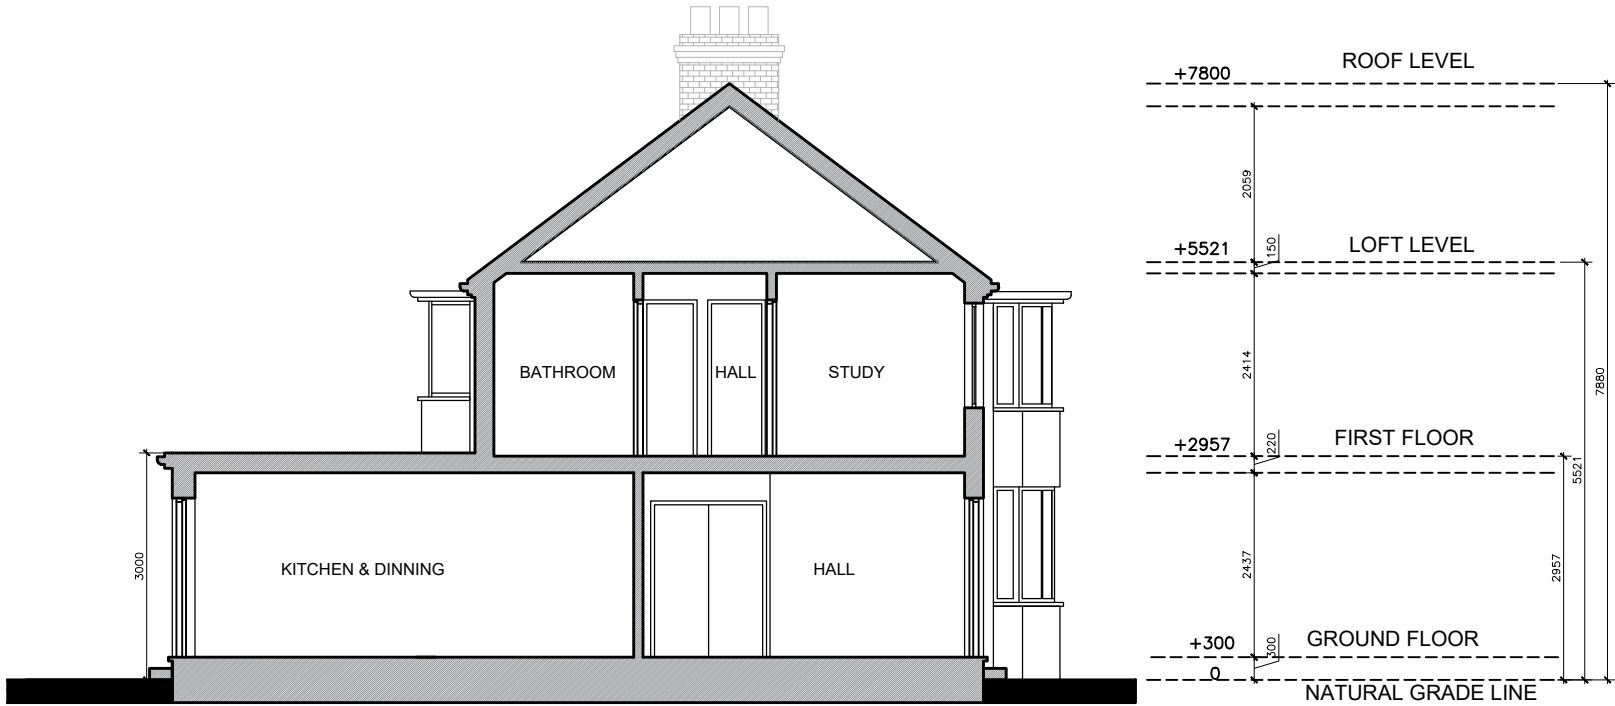 ROOF LEVEL
+7800
2059
LOFT LEVEL
+5521
150
BATHROOM
HALL
STUDY
2414
7880
FIRST FLOOR
+2957
220
5521
3000
KITCHEN & DINNING
HALL
2437
2957
GROUND FLOOR
+300
300
0
NATURAL GRADE LINE